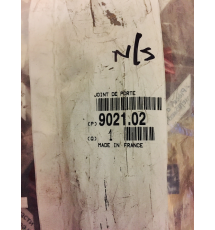 N/S
JOINT DE PORTE
(P) 9021.02
(Q) 1
MADE IN FRANCE